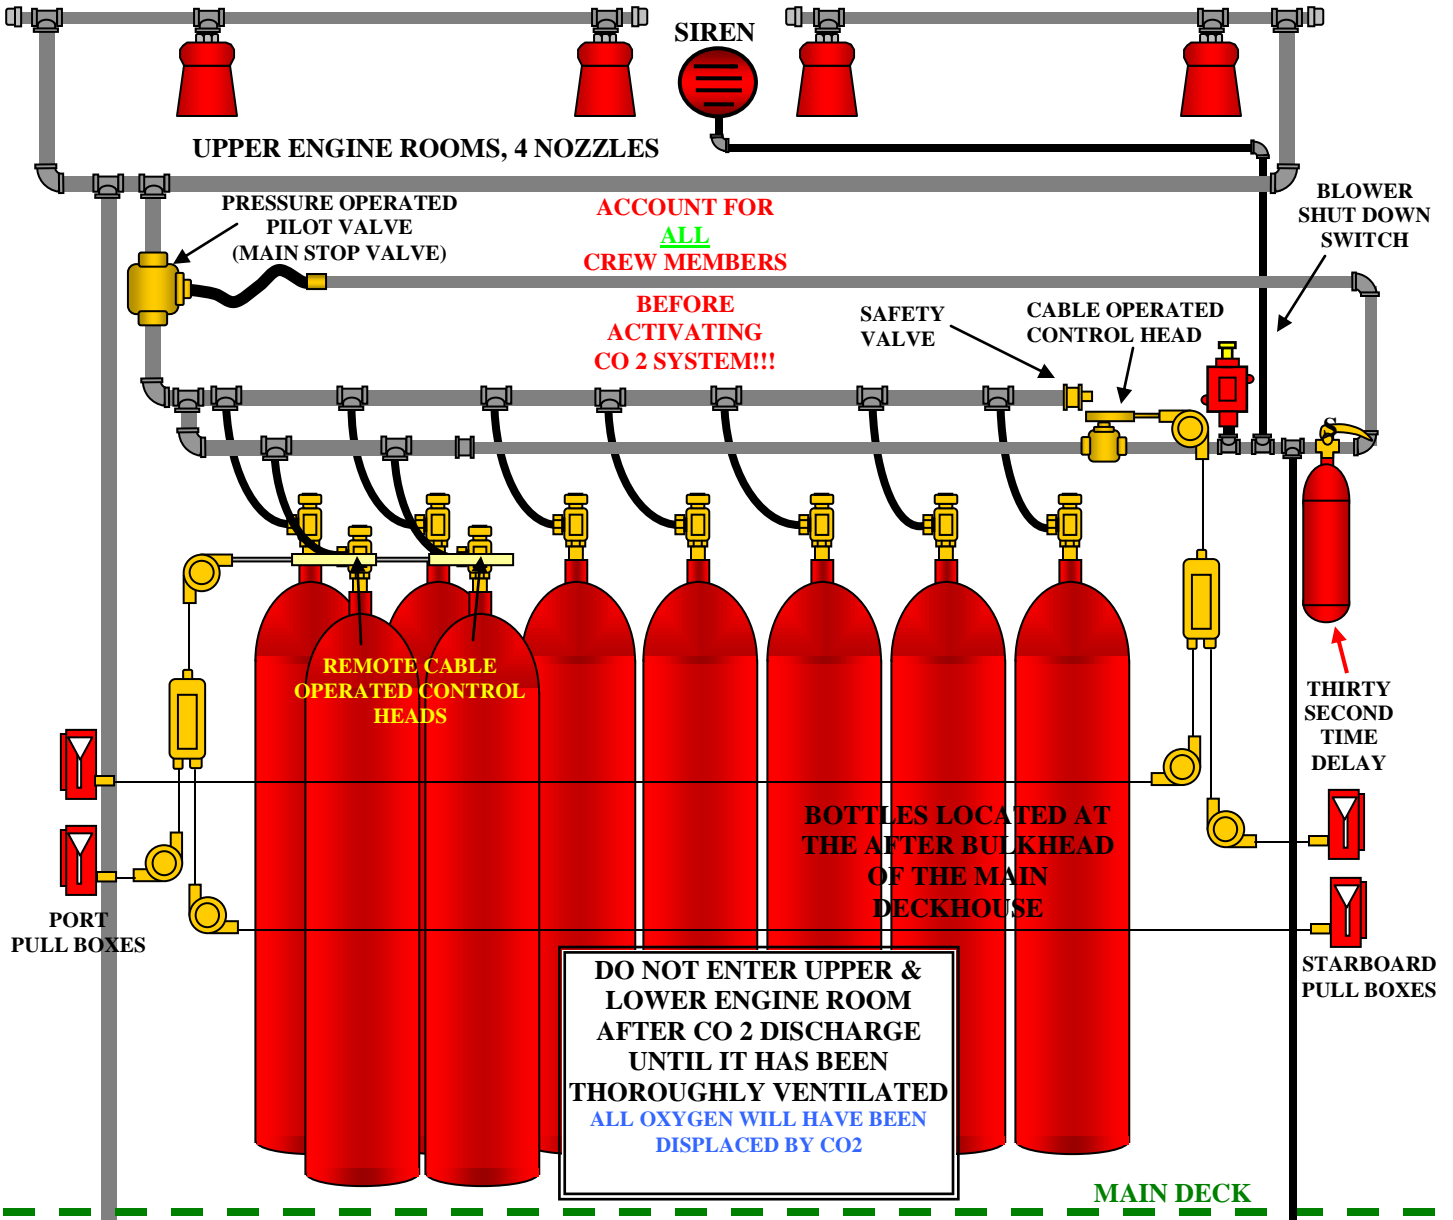 SIREN
UPPER ENGINE ROOMS, 4 NOZZLES
PRESSURE OPERATED
PILOT VALVE
(MAIN STOP VALVE)
ACCOUNT FOR
ALL
CREW MEMBERS
BEFORE
ACTIVATING
CO 2 SYSTEM!!!
BLOWER
SHUT DOWN
SWITCH
SAFETY
VALVE
CABLE OPERATED
CONTROL HEAD
S
REMOTE CABLE
OPERATED CONTROL
HEADS
THIRTY
SECOND
TIME
DELAY
BOTTLES LOCATED AT
THE AFTER BULKHEAD
OF THE MAIN
DECKHOUSE
PORT
PULL BOXES
STARBOARD
PULL BOXES
DO NOT ENTER UPPER &
LOWER ENGINE ROOM
AFTER CO 2 DISCHARGE
UNTIL IT HAS BEEN
THOROUGHLY VENTILATED
ALL OXYGEN WILL HAVE BEEN
DISPLACED BY CO2
MAIN DECK